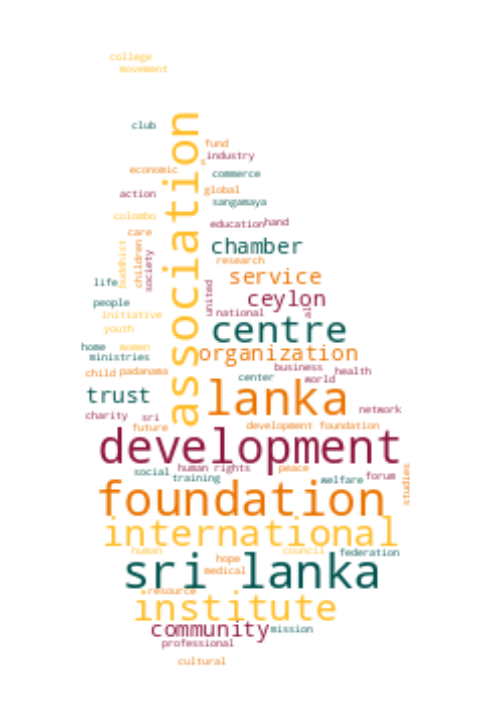 college
movement
club
association
fund
industry
s
economic
commerce
action
global
sangamaya
colombo
education
hand
care
chamber
buddhist
children
society
research
service
life
united
ceylon
people
national
al
initiative
youth
centre
home
women
organization
ministries
business
child
padanama
center
world
health
trust
lanka
charity
sri
network
future
development foundation
development
social
human rights
peace
forum
training
welfare
studies
foundation
international
human
council
federation
hope
sri lanka
medical
resource
institute
community
mission
professional
cultural